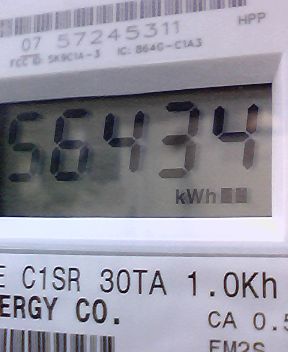 HPP
07 57245311
FCC ID: SK9C1A-3 IC: 864G-C1A3
56434
kWh
E C1SR 30TA 1.0Kh
ERGY CO.
CA 0.5
FM2S